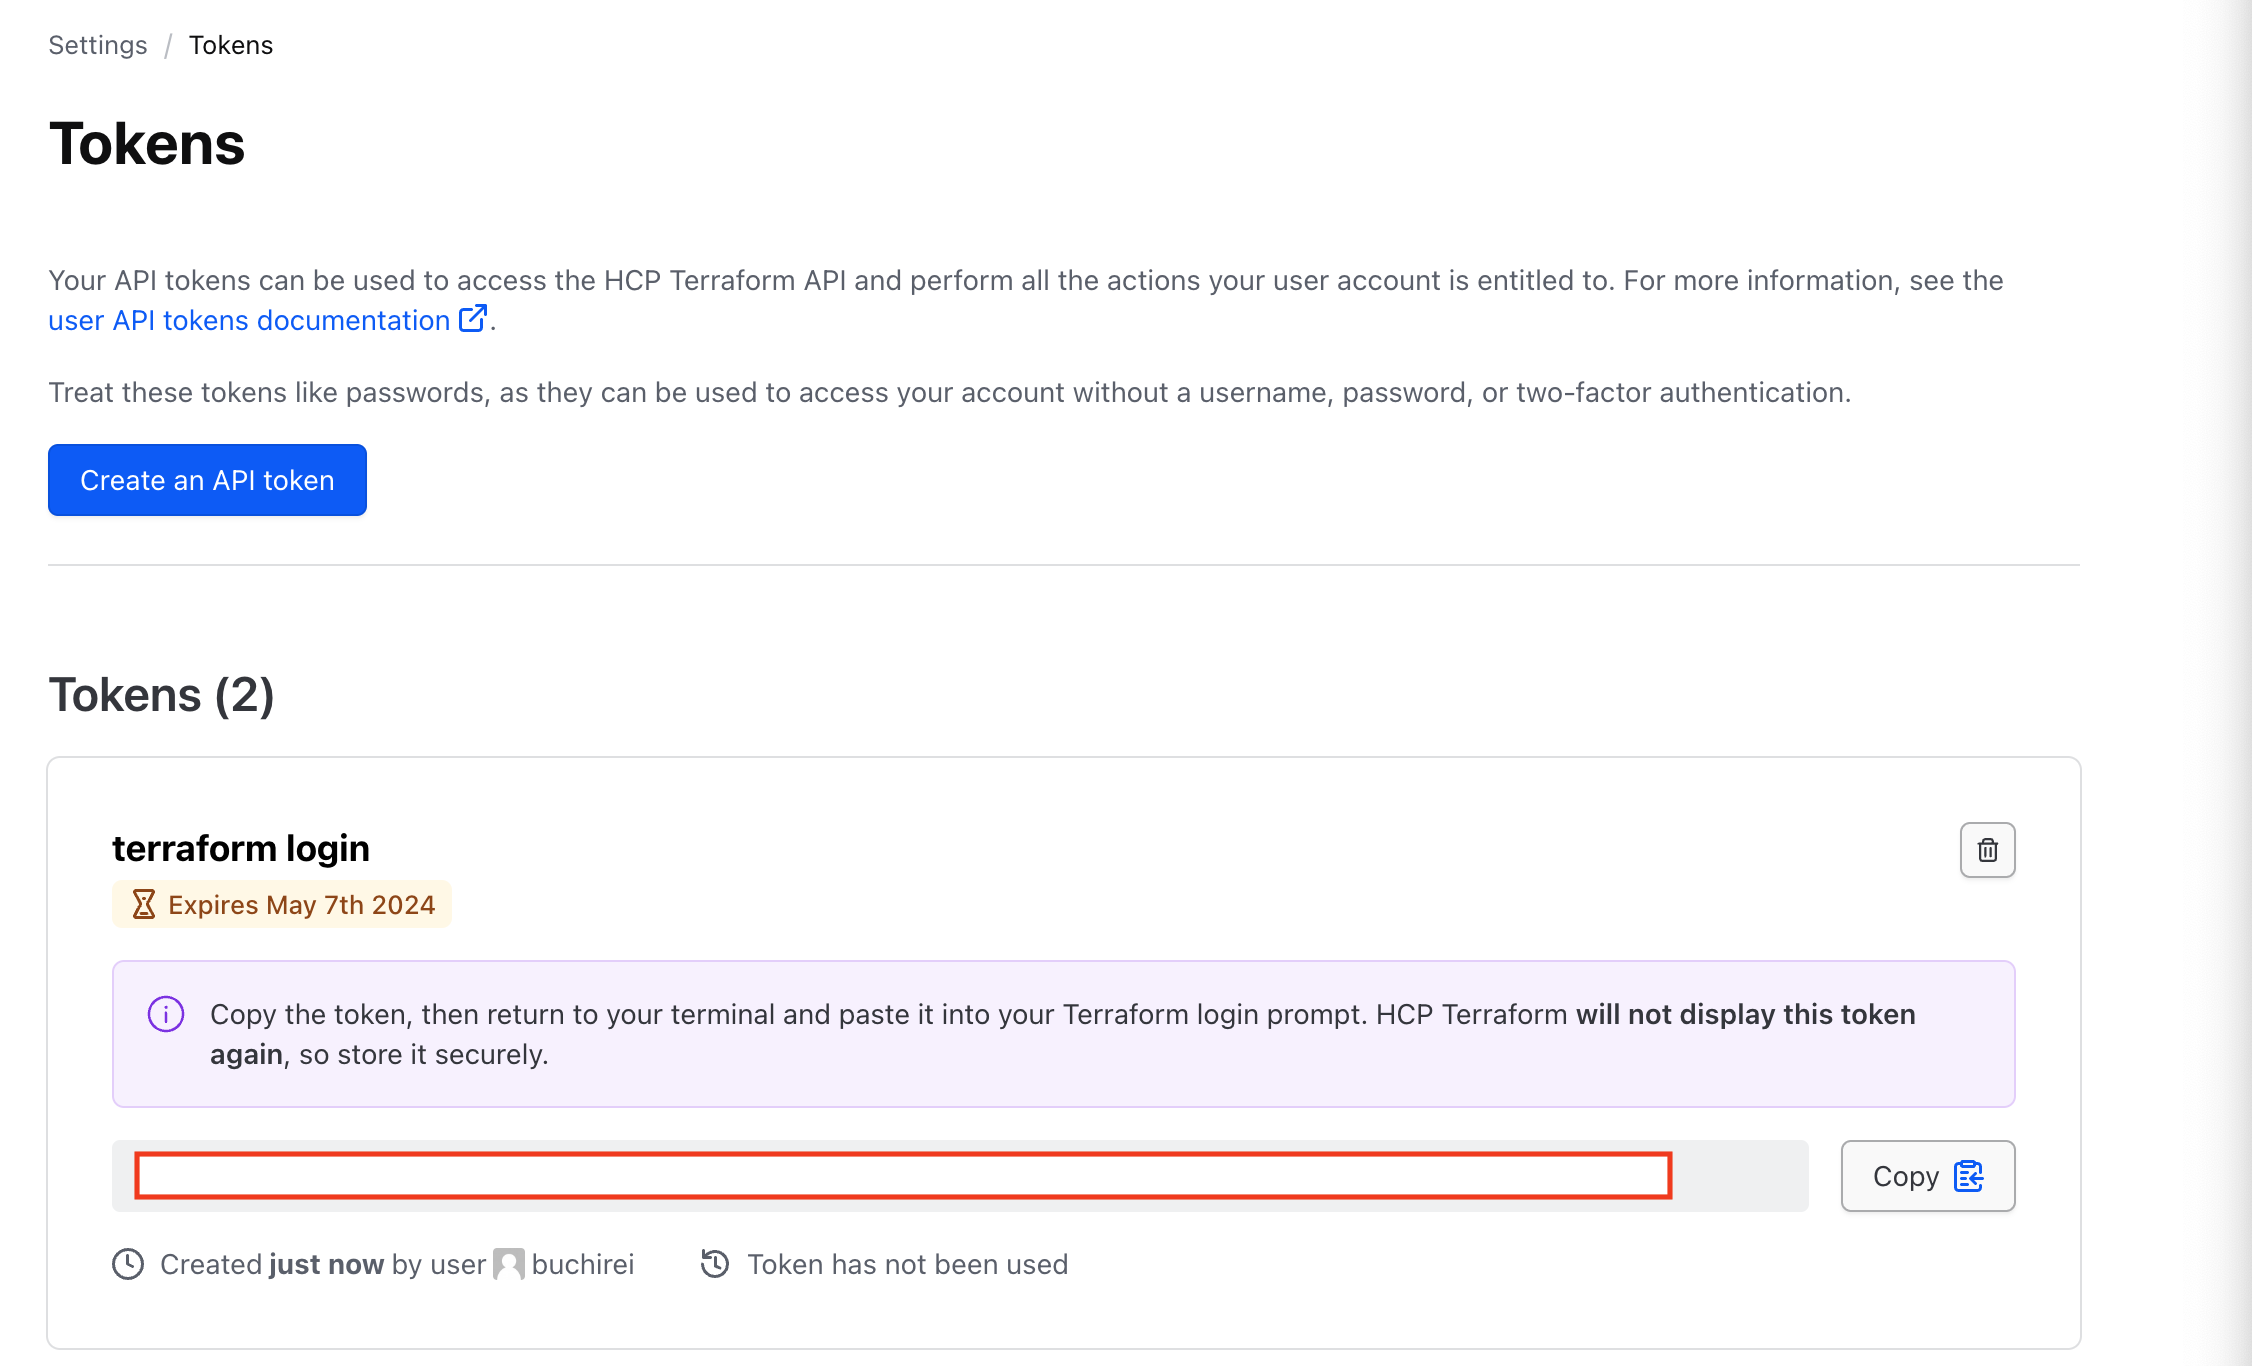 Settings / Tokens
Tokens
Your API tokens can be used to access the HCP Terraform API and perform all the actions your user account is entitled to. For more information, see the
user API tokens documentation.
Treat these tokens like passwords, as they can be used to access your account without a username, password, or two-factor authentication.
Create an API token
Tokens (2)
terraform login
Expires May 7th 2024
Copy the token, then return to your terminal and paste it into your Terraform login prompt. HCP Terraform will not display this token
again, so store it securely.
Copy
Created just now by user buchirei Token has not been used